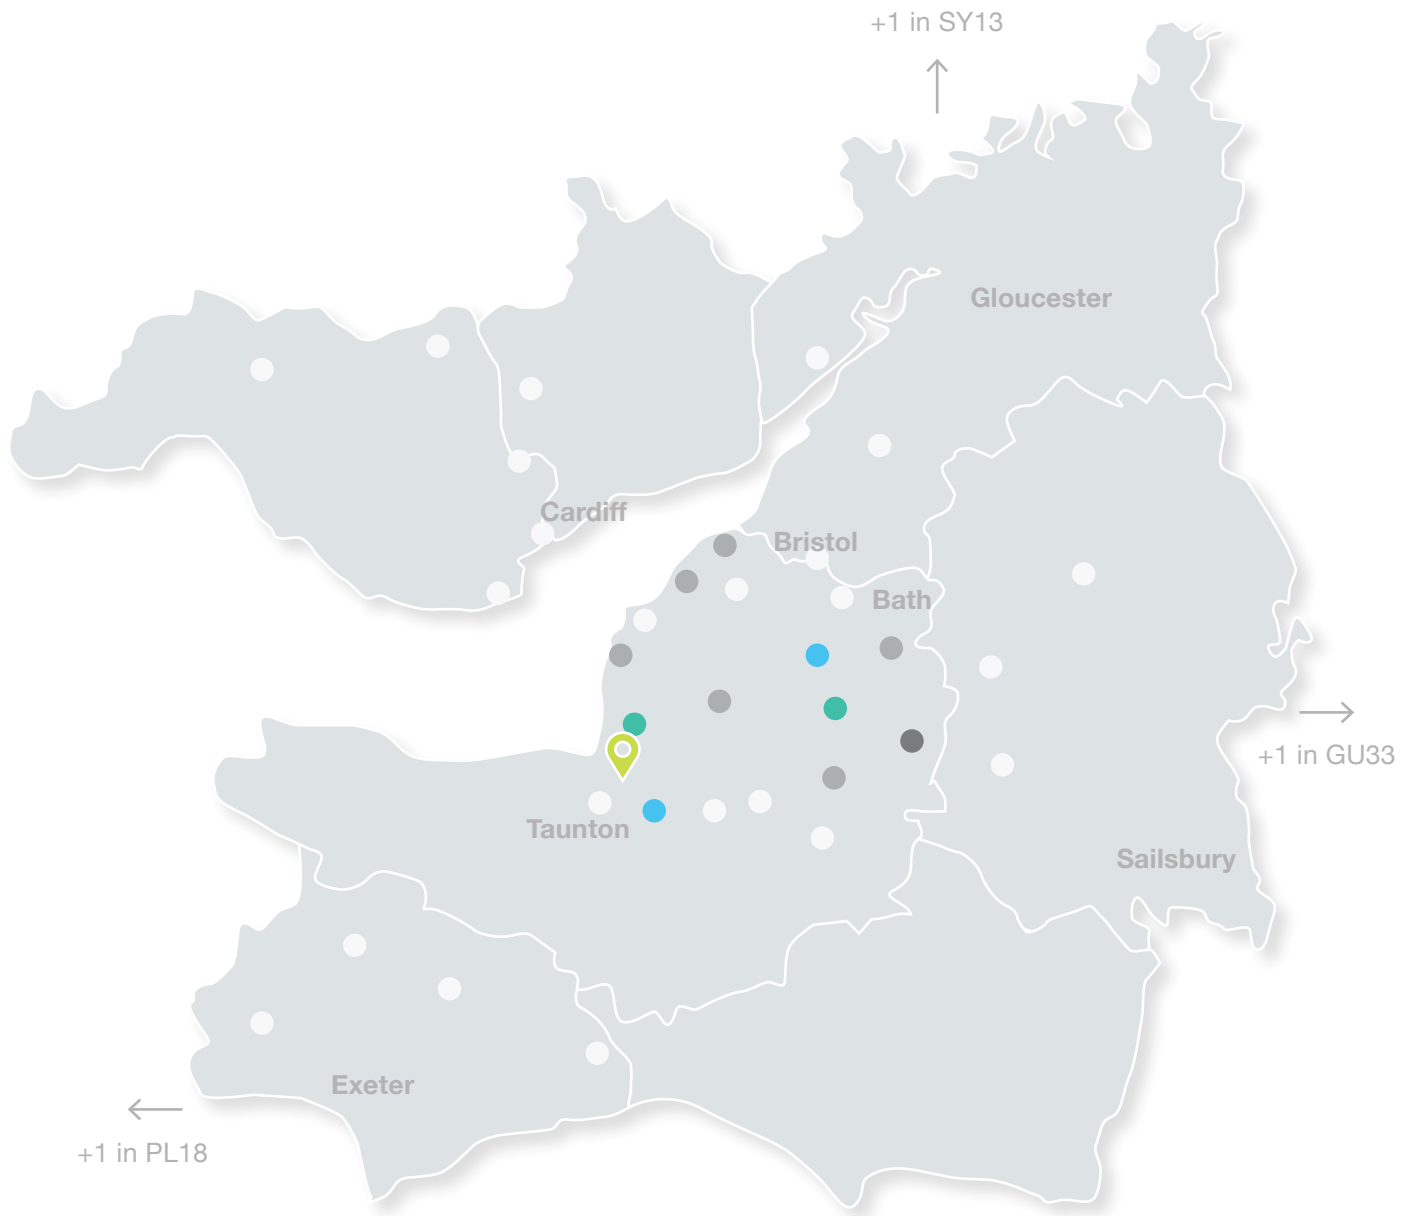 +1 in SY13
Gloucester
Cardiff
Bristol
Bath
+1 in GU33
Taunton
Sailsbury
Exeter
+1 in PL18